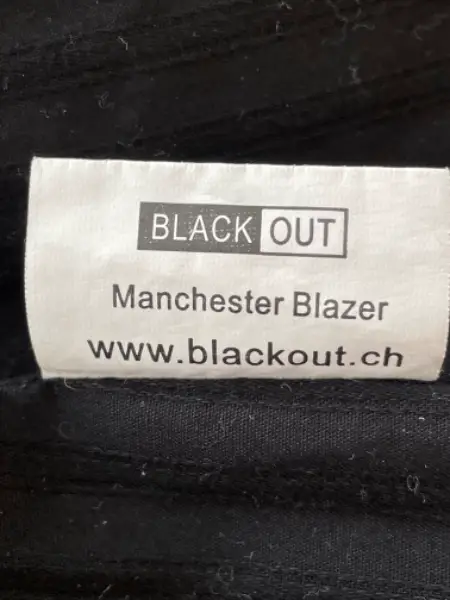 BLACK OUT
Manchester Blazer
www.blackout.ch